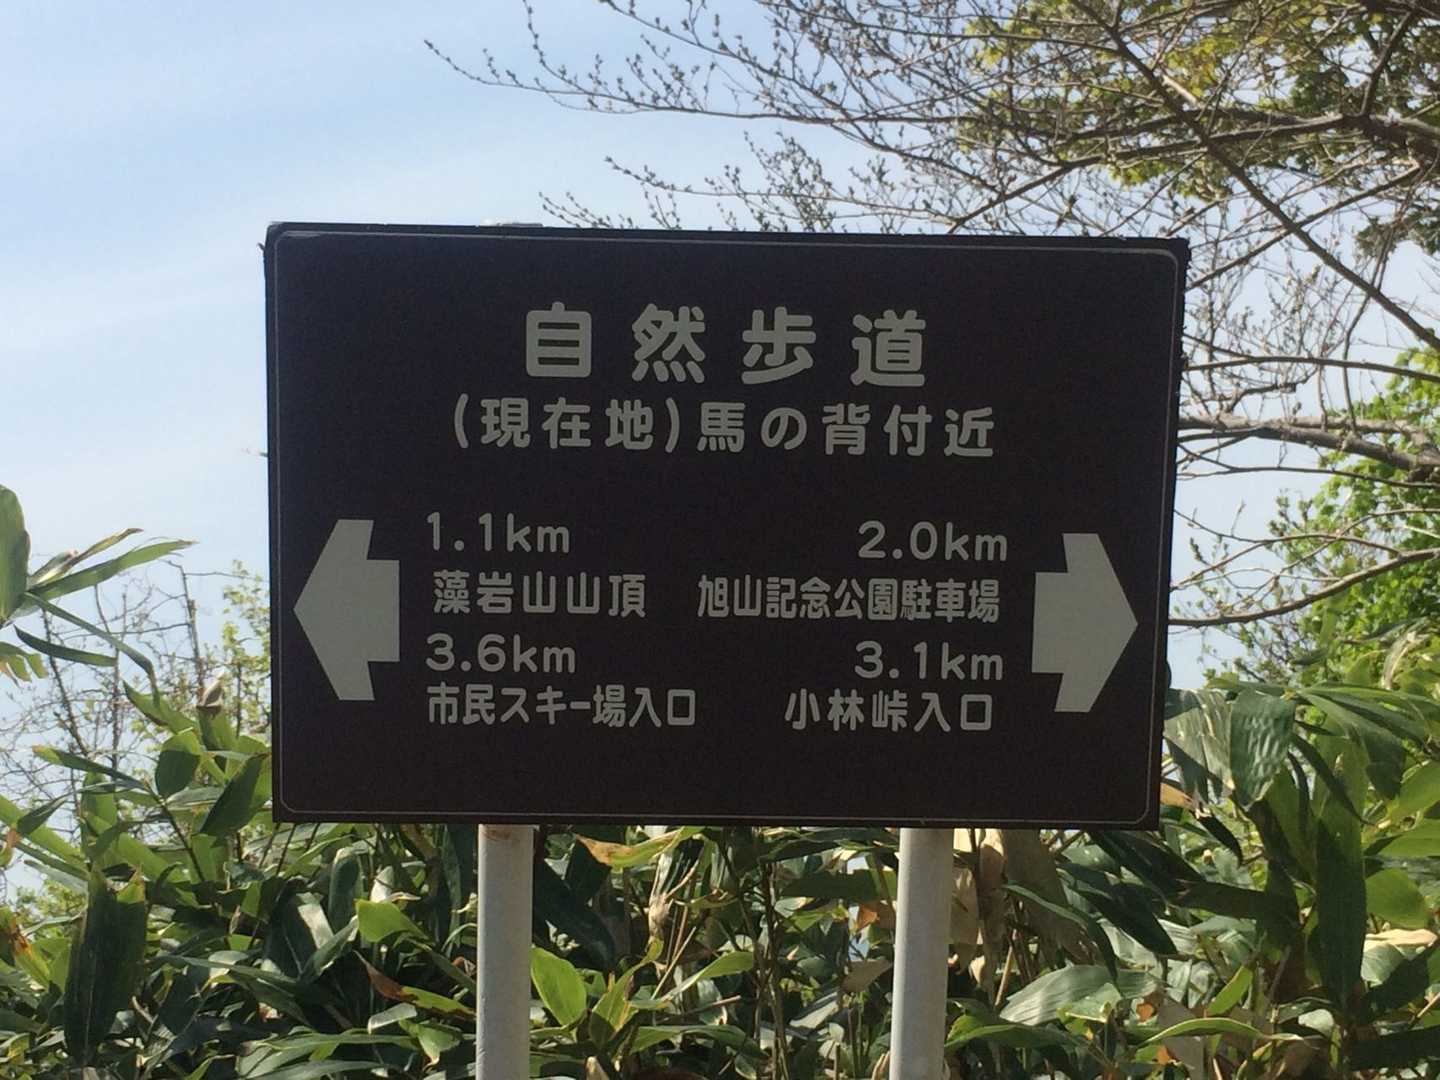 自然歩道
(現在地)馬の背付近
1.1km 2.0km
藻岩山山頂 旭山記念公園駐車場
3.6km 3.1km
市民スキー場入口 小林峠入口